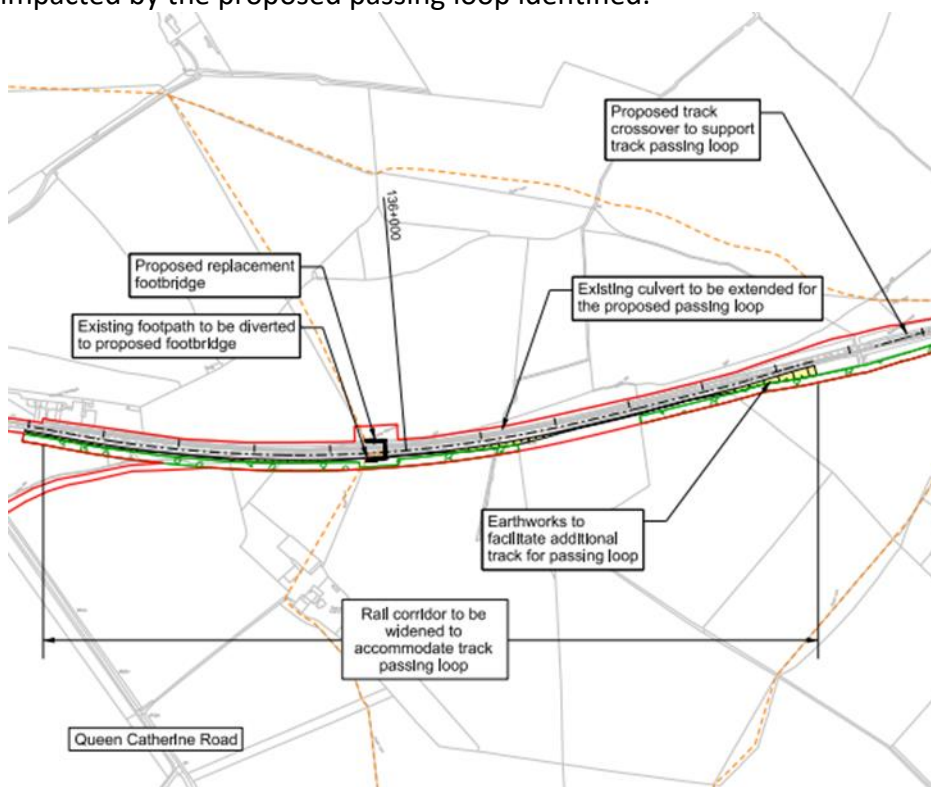 impacted by the proposed passing loop identified.
Proposed track
crossover to support
track passing loop
136+000
Proposed replacement
footbridge
Existing culvert to be extended for
the proposed passing loop
Existing footpath to be diverted
to proposed footbridge
Earthworks to
facilitate additional
track for passing loop
Rail corridor to be
widened to
accommodate track
passing loop
Queen Catherine Road